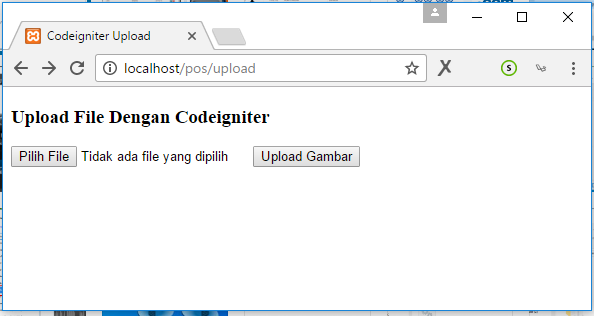 Codeigniter Upload
localhost/pos/upload
Upload File Dengan Codeigniter
Pilih File Tidak ada file yang dipilih Upload Gambar